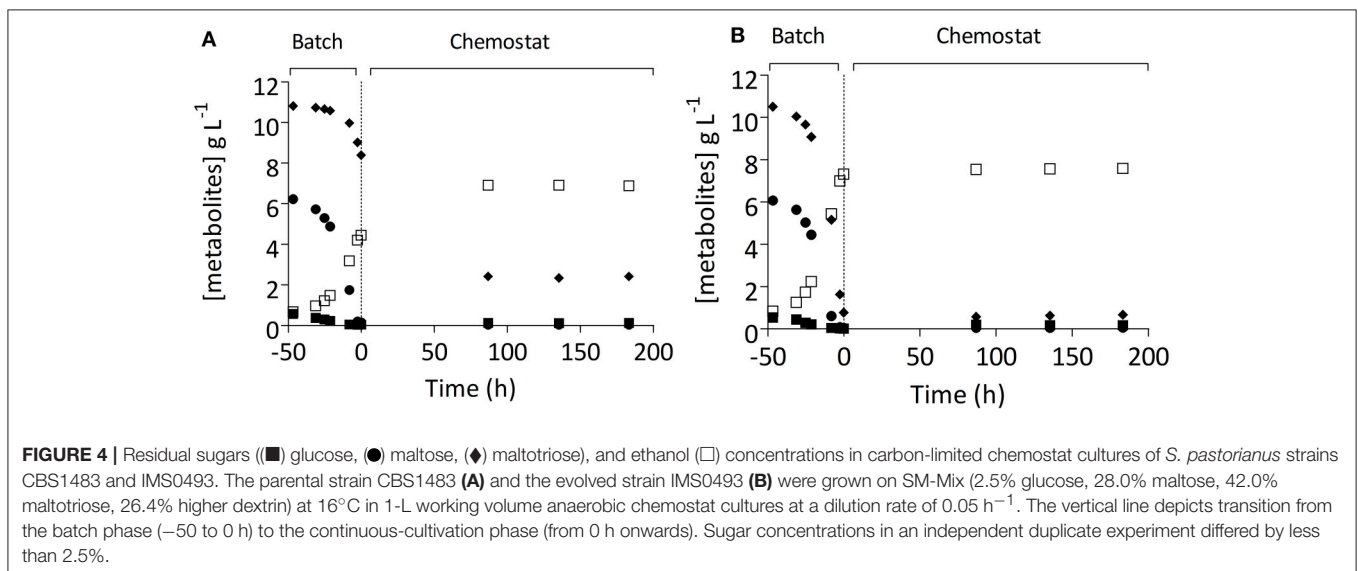 A
Batch
Chemostat
[metabolites] g L⁻¹
12
10
8
6
4
2
0
-50
0
50
100
150
200
Time (h)
B
Batch
Chemostat
[metabolites] g L⁻¹
12
10
8
6
4
2
0
-50
0
50
100
150
200
Time (h)
FIGURE 4 | Residual sugars ((■) glucose, (●) maltose, (♦) maltotriose), and ethanol (□) concentrations in carbon-limited chemostat cultures of S. pastorianus strains
CBS1483 and IMS0493. The parental strain CBS1483 (A) and the evolved strain IMS0493 (B) were grown on SM-Mix (2.5% glucose, 28.0% maltose, 42.0%
maltotriose, 26.4% higher dextrin) at 16°C in 1-L working volume anaerobic chemostat cultures at a dilution rate of 0.05 h⁻¹. The vertical line depicts transition from
the batch phase (−50 to 0 h) to the continuous-cultivation phase (from 0 h onwards). Sugar concentrations in an independent duplicate experiment differed by less
than 2.5%.